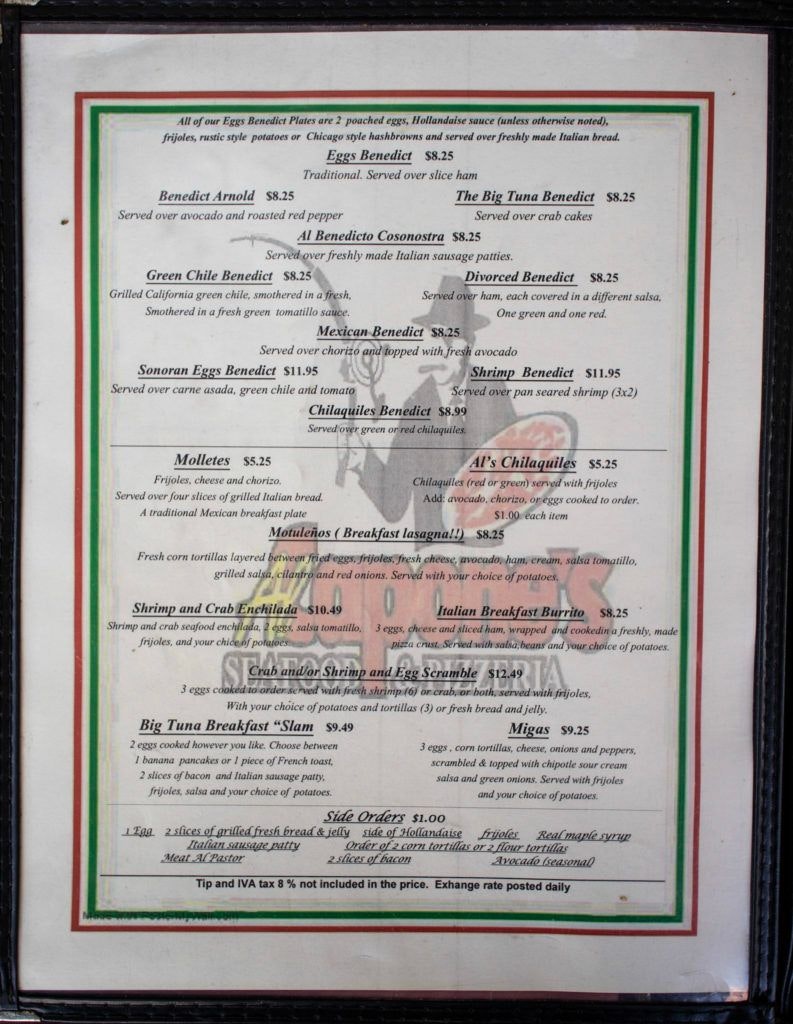 All of our Eggs Benedict Plates are 2 poached eggs, Hollandaise sauce (unless otherwise noted),
frijoles, rustic style potatoes or Chicago style hashbrowns and served over freshly made Italian bread.
Eggs Benedict $8.25
Traditional. Served over slice ham
Benedict Arnold $8.25
Served over avocado and roasted red pepper
The Big Tuna Benedict $8.25
Served over crab cakes
Al Benedicto Cosonostra $8.25
Served over freshly made Italian sausage patties.
Green Chile Benedict $8.25
Grilled California green chile, smothered in a fresh,
Smothered in a fresh green tomatillo sauce.
Divorced Benedict $8.25
Served over ham, each covered in a different salsa,
One green and one red.
Mexican Benedict $8.25
Served over chorizo and topped with fresh avocado
Sonoran Eggs Benedict $11.95
Served over carne asada, green chile and tomato
Shrimp Benedict $11.95
Served over pan seared shrimp (3x2)
Chilaquiles Benedict $8.99
Served over green or red chilaquiles.
Molletes $5.25
Frijoles, cheese and chorizo.
Served over four slices of grilled Italian bread.
A traditional Mexican breakfast plate
Al's Chilaquiles $5.25
Chilaquiles (red or green) served with frijoles
Add: avocado, chorizo, or eggs cooked to order.
$1.00 each item
Motuleños ( Breakfast lasagna!!) $8.25
Fresh corn tortillas layered between fried eggs, frijoles, fresh cheese, avocado, ham, cream, salsa tomatillo,
grilled salsa, cilantro and red onions. Served with your choice of potatoes.
Al Capone's
SEAFOOD & PIZZERIA
Shrimp and Crab Enchilada $10.49
Shrimp and crab seafood enchilada, 2 eggs, salsa tomatillo,
frijoles, and your chice of potatoes
Italian Breakfast Burrito $8.25
3 eggs, cheese and sliced ham, wrapped and cookedin a freshly, made
pizza crust. Served with salsa,beans and your choice of potatoes.
Crab and/or Shrimp and Egg Scramble $12.49
3 eggs cooked to order served with fresh shrimp (6) or crab, or both, served with frijoles,
With your choice of potatoes and tortillas (3) or fresh bread and jelly.
Big Tuna Breakfast “Slam $9.49
2 eggs cooked however you like. Choose between
1 banana pancakes or 1 piece of French toast,
2 slices of bacon and Italian sausage patty,
frijoles, salsa and your choice of potatoes.
Migas $9.25
3 eggs , corn tortillas, cheese, onions and peppers,
scrambled & topped with chipotle sour cream
salsa and green onions. Served with frijoles
and your choice of potatoes.
Side Orders $1.00
1 Egg 2 slices of grilled fresh bread & jelly side of Hollandaise frijoles Real maple syrup
Italian sausage patty Order of 2 corn tortillas or 2 flour tortillas
Meat Al Pastor 2 slices of bacon Avocado (seasonal)
Tip and IVA tax 8 % not included in the price. Exhange rate posted daily